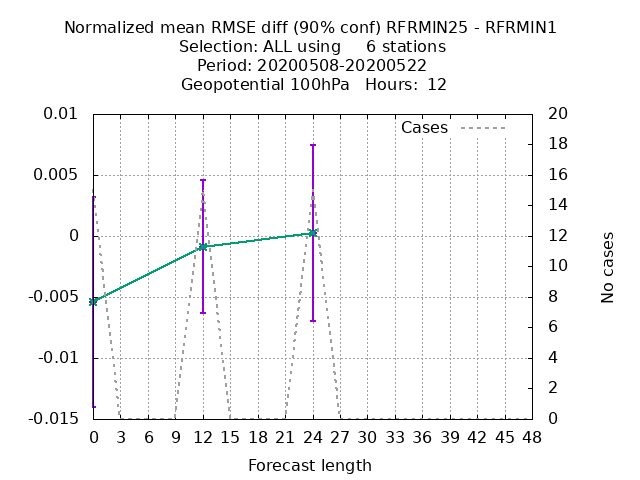 Normalized mean RMSE diff (90% conf) RFRMIN25 - RFRMIN1
Selection: ALL using     6 stations
Period: 20200508-20200522
Geopotential 100hPa   Hours:  12
Cases
0.01
0.005
0
-0.005
-0.01
-0.015
20
18
16
14
12
10
8
6
4
2
0
No cases
0 3 6 9 12 15 18 21 24 27 30 33 36 39 42 45 48
Forecast length